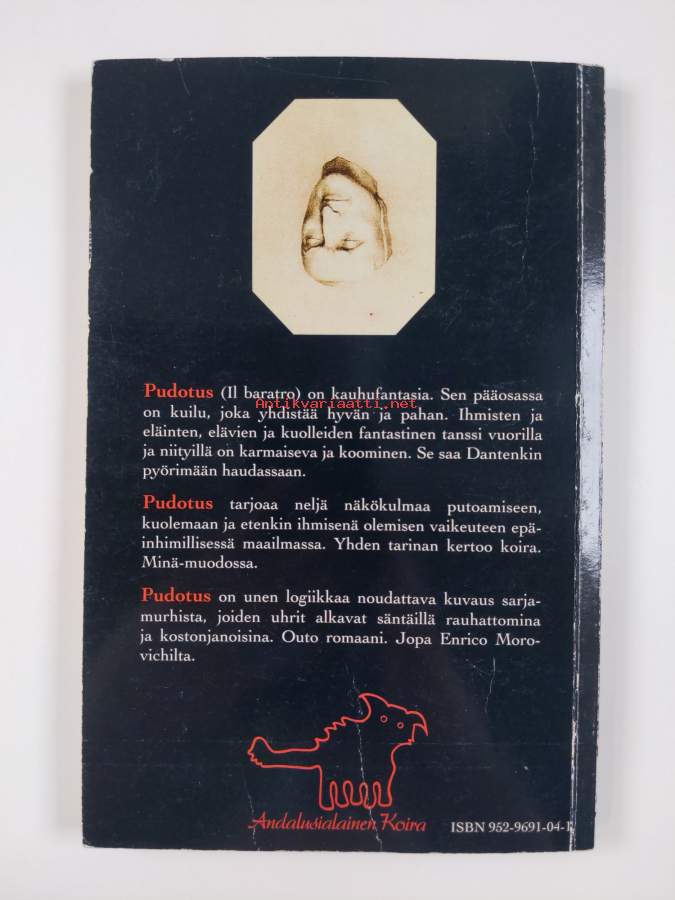 Pudotus (Il baratro) on kauhufantasia. Sen pääosassa
Antikvariaatti.net
on kuilu, joka yhdistää hyvän ja pahan. Ihmisten ja
eläinten, elävien ja kuolleiden fantastinen tanssi vuorilla
ja niityillä on karmaiseva ja koominen. Se saa Dantenkin
pyörimään haudassaan.
Pudotus tarjoaa neljä näkökulmaa putoamiseen,
kuolemaan ja etenkin ihmisenä olemisen vaikeuteen epä-
inhimillisessä maailmassa. Yhden tarinan kertoo koira.
Minä-muodossa.
Pudotus on unen logiikkaa noudattava kuvaus sarja-
murhista, joiden uhrit alkavat säntäillä rauhattomina
ja kostonjanoisina. Outo romaani. Jopa Enrico Moro-
vichilta.
Andalusialainen Koira
ISBN 952-9691-04-1